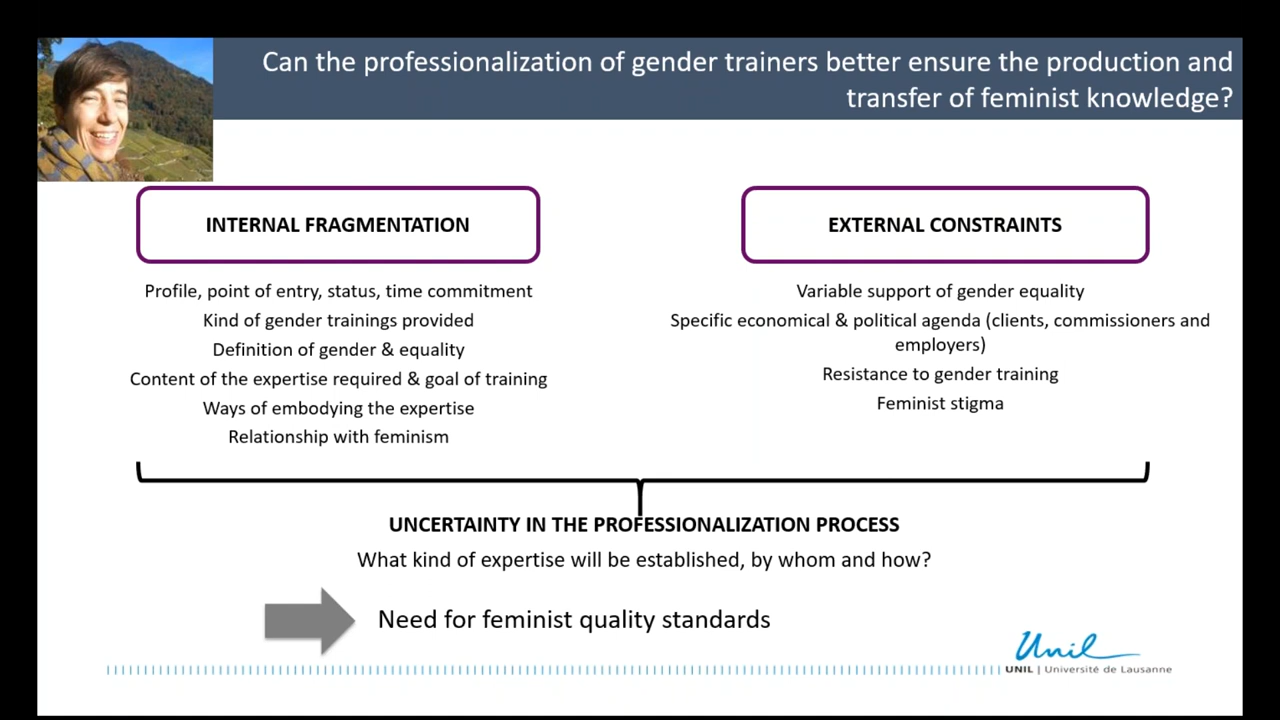 Can the professionalization of gender trainers better ensure the production and
transfer of feminist knowledge?
INTERNAL FRAGMENTATION
Profile, point of entry, status, time commitment
Kind of gender trainings provided
Definition of gender & equality
Content of the expertise required & goal of training
Ways of embodying the expertise
Relationship with feminism
EXTERNAL CONSTRAINTS
Variable support of gender equality
Specific economical & political agenda (clients, commissioners and
employers)
Resistance to gender training
Feminist stigma
UNCERTAINTY IN THE PROFESSIONALIZATION PROCESS
What kind of expertise will be established, by whom and how?
Need for feminist quality standards
Unil
UNIL | Université de Lausanne